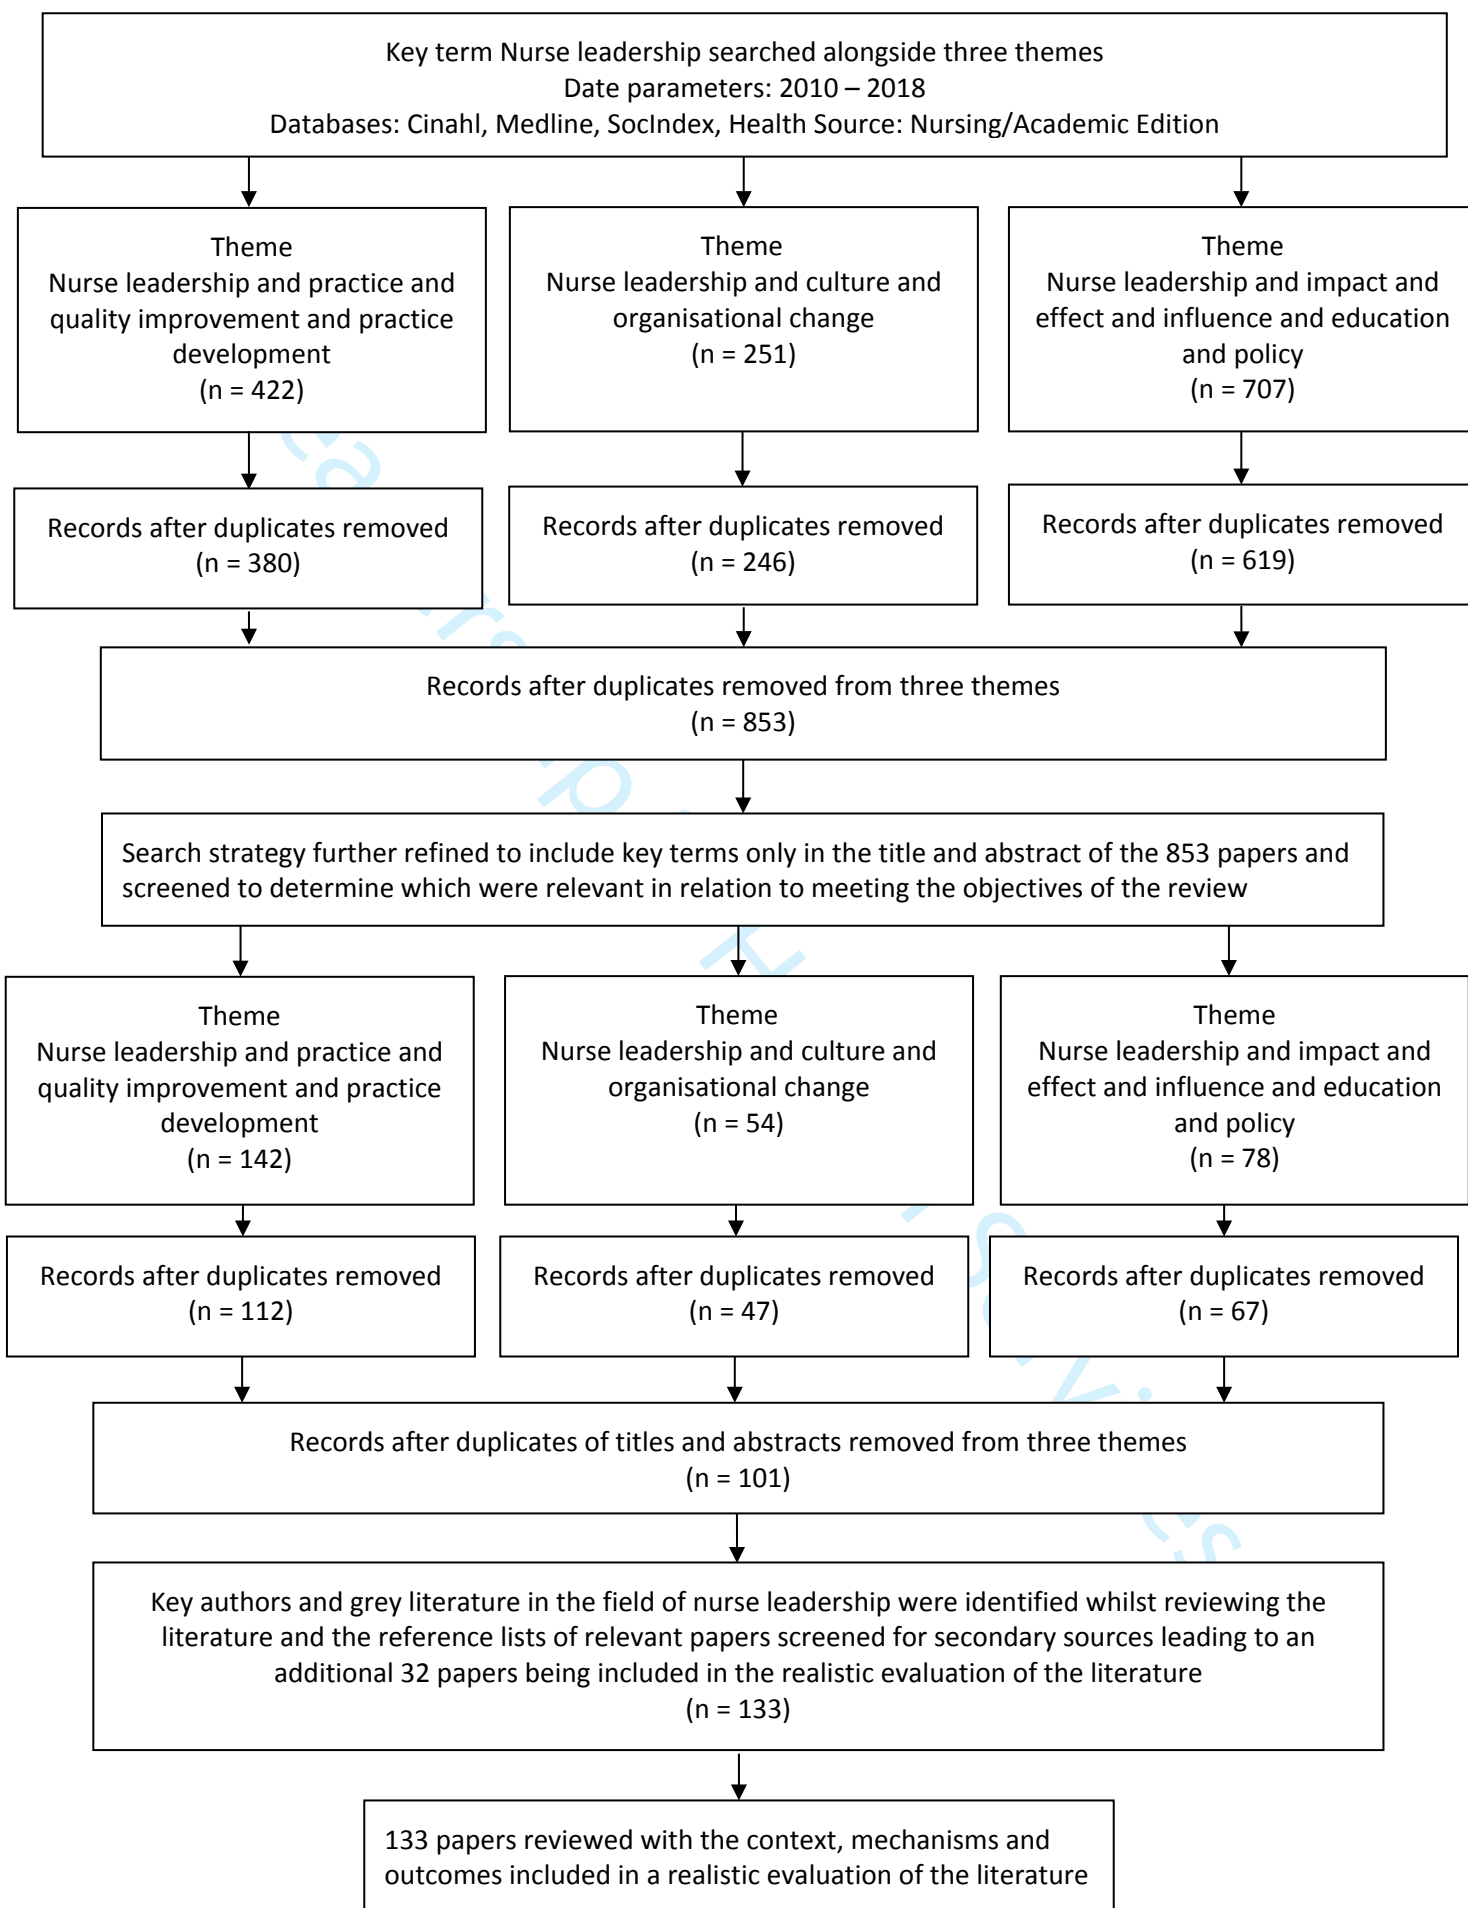 Key term Nurse leadership searched alongside three themes
Date parameters: 2010 – 2018
Databases: Cinahl, Medline, SocIndex, Health Source: Nursing/Academic Edition
Theme
Nurse leadership and practice and
quality improvement and practice
development
(n = 422)
Theme
Nurse leadership and culture and
organisational change
(n = 251)
Theme
Nurse leadership and impact and
effect and influence and education
and policy
(n = 707)
Records after duplicates removed
(n = 380)
Records after duplicates removed
(n = 246)
Records after duplicates removed
(n = 619)
Records after duplicates removed from three themes
(n = 853)
Search strategy further refined to include key terms only in the title and abstract of the 853 papers and
screened to determine which were relevant in relation to meeting the objectives of the review
Theme
Nurse leadership and practice and
quality improvement and practice
development
(n = 142)
Theme
Nurse leadership and culture and
organisational change
(n = 54)
Theme
Nurse leadership and impact and
effect and influence and education
and policy
(n = 78)
Records after duplicates removed
(n = 112)
Records after duplicates removed
(n = 47)
Records after duplicates removed
(n = 67)
Records after duplicates of titles and abstracts removed from three themes
(n = 101)
Key authors and grey literature in the field of nurse leadership were identified whilst reviewing the
literature and the reference lists of relevant papers screened for secondary sources leading to an
additional 32 papers being included in the realistic evaluation of the literature
(n = 133)
133 papers reviewed with the context, mechanisms and
outcomes included in a realistic evaluation of the literature